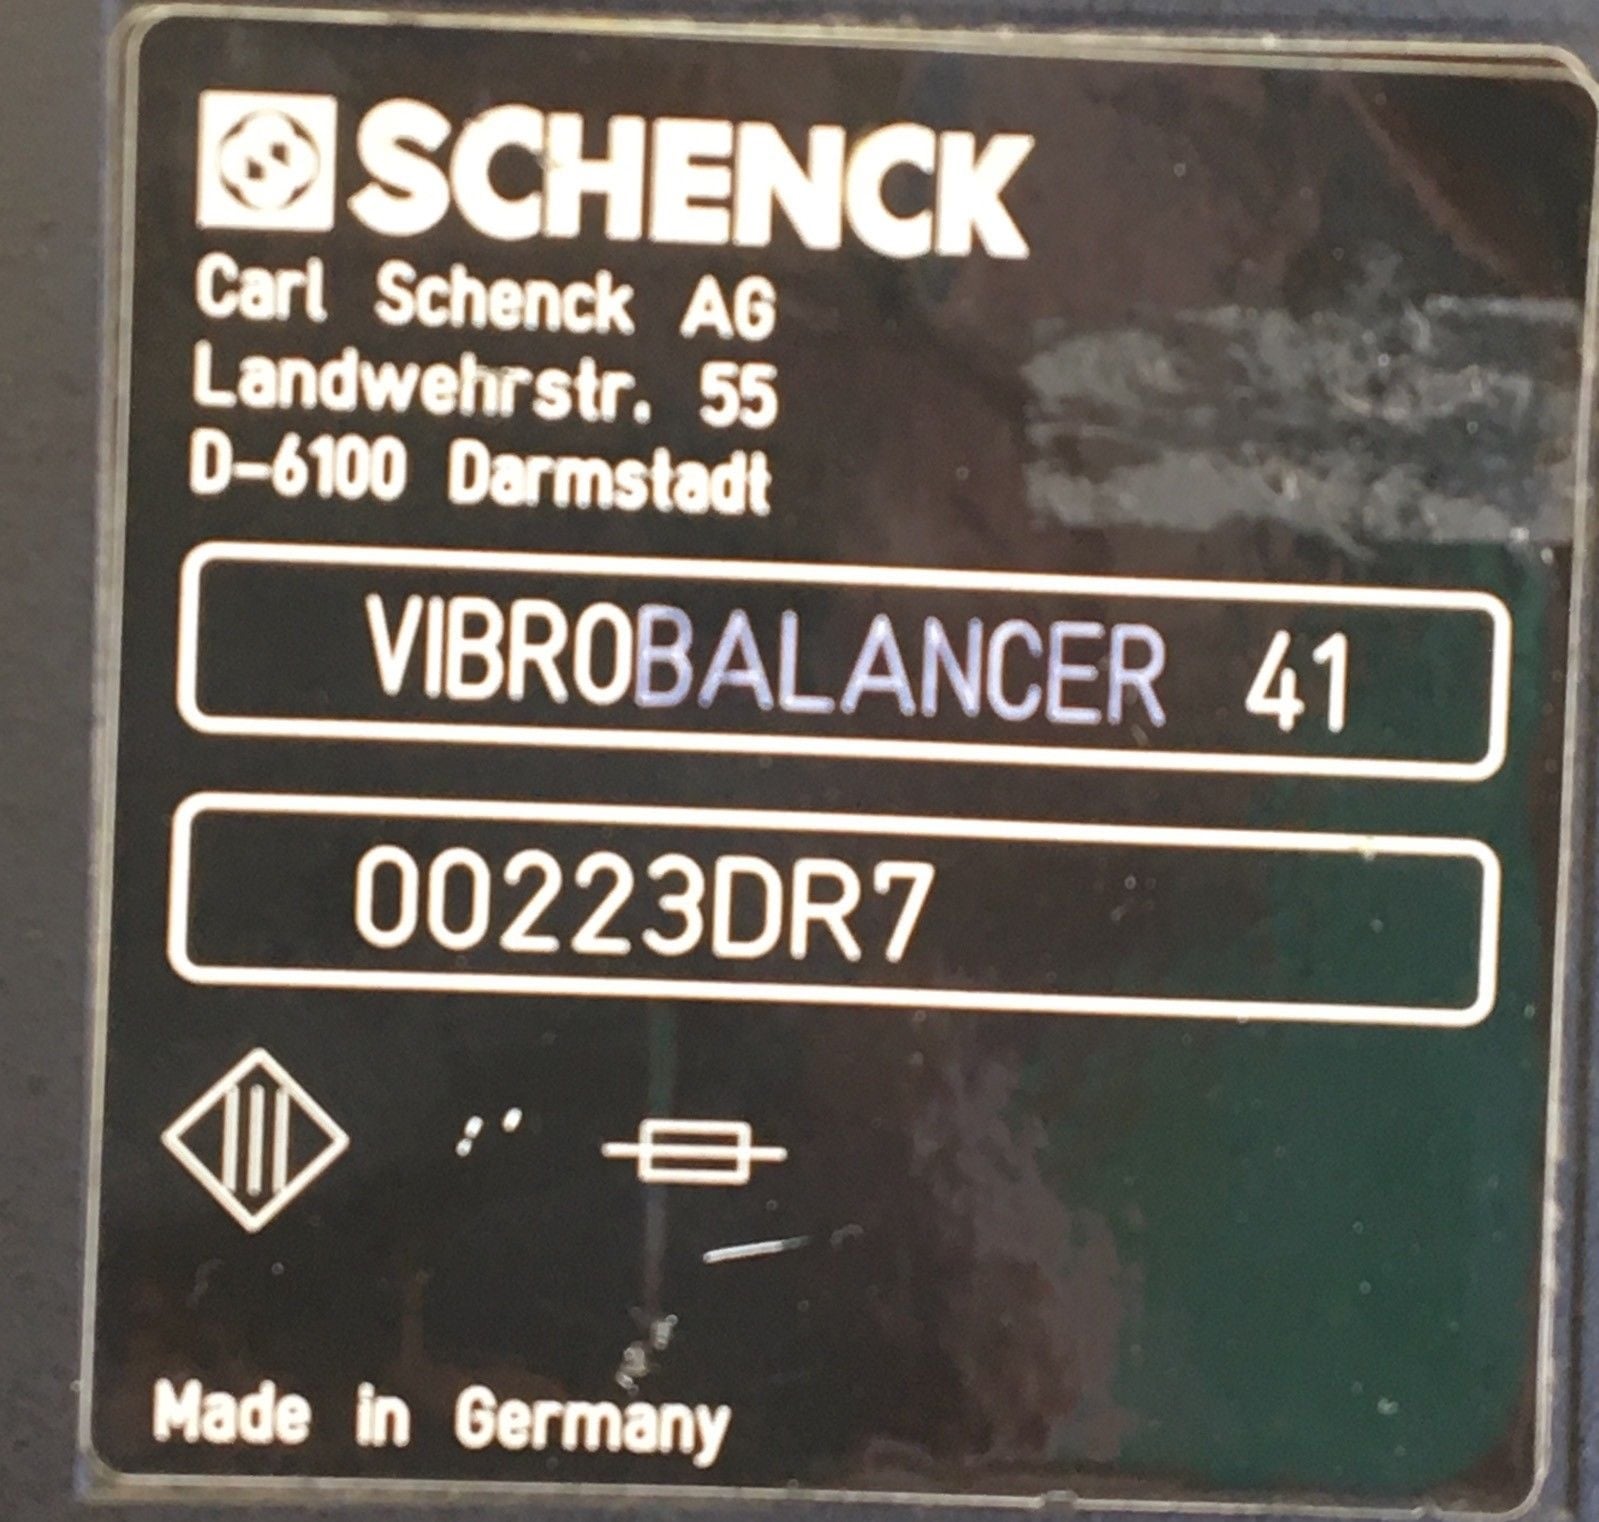 SCHENCK
Carl Schenck AG
Landwehrstr. 55
D-6100 Darmstadt
VIBROBALANCER 41
00223DR7
Made in Germany